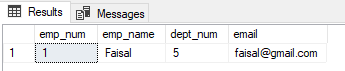 Results Messages
emp_num emp_name dept_num email
1 1 Faisal 5 faisal@gmail.com